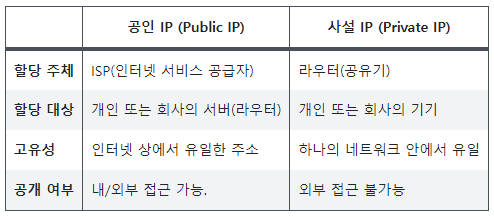 공인 IP (Public IP) 사설 IP (Private IP)
할당 주체 ISP(인터넷 서비스 공급자) 라우터(공유기)
할당 대상 개인 또는 회사의 서버(라우터) 개인 또는 회사의 기기
고유성 인터넷 상에서 유일한 주소 하나의 네트워크 안에서 유일
공개 여부 내/외부 접근 가능. 외부 접근 불가능